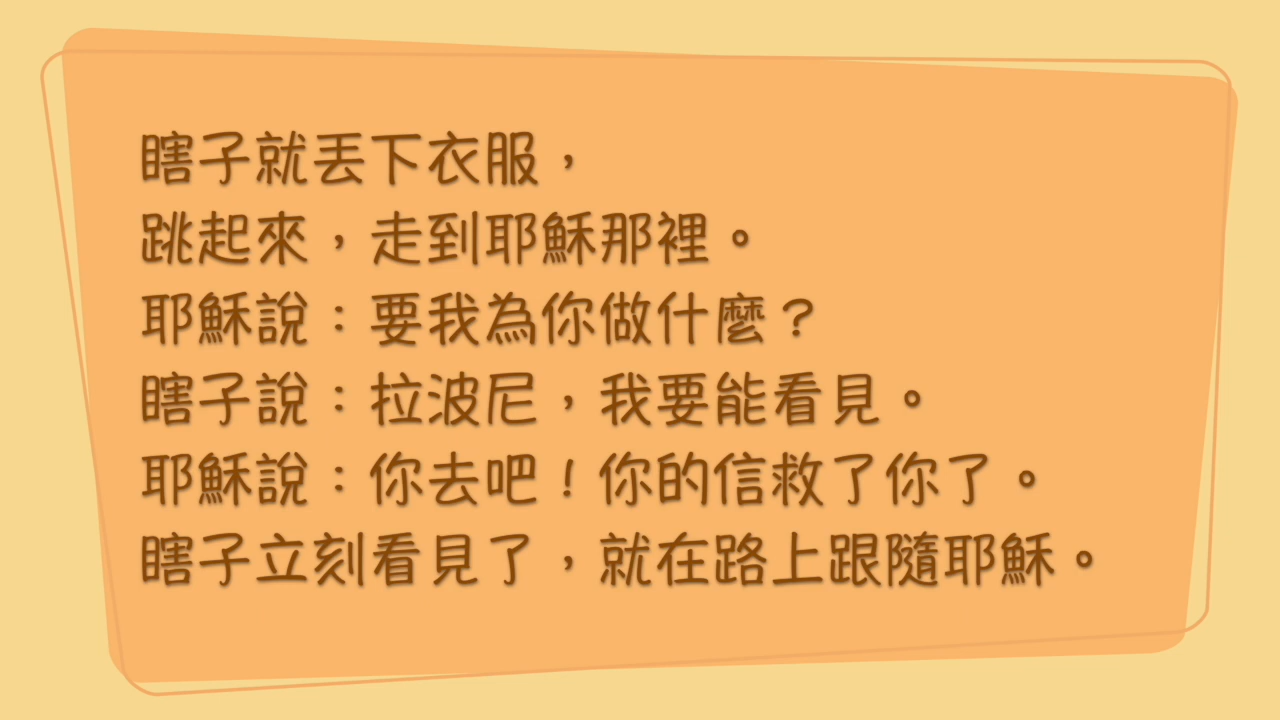 瞎子就丟下衣服，
跳起來，走到耶穌那裡。
耶穌說：要我為你做什麼？
瞎子說：拉波尼，我要能看見。
耶穌說：你去吧！你的信救了你了。
瞎子立刻看見了，就在路上跟隨耶穌。